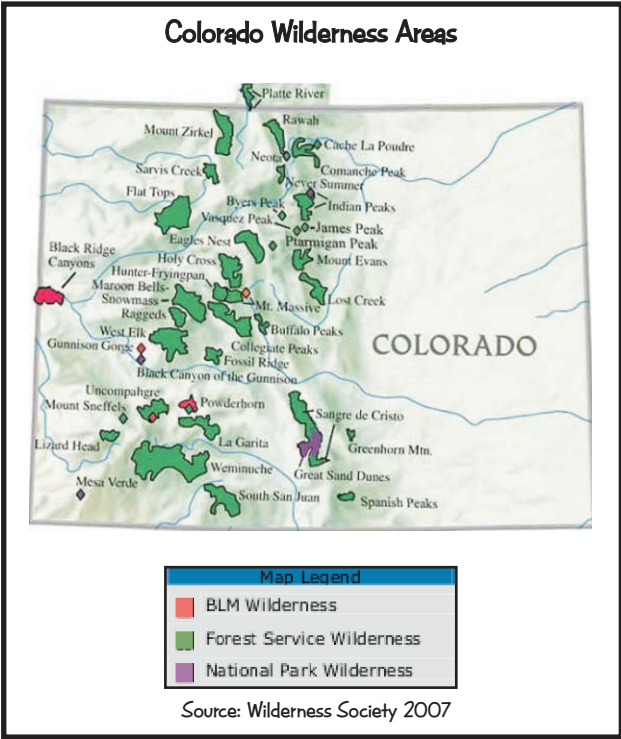 Colorado Wilderness Areas
Platte River
Rawah
Mount Zirkel
Cache La Poudre
Neota
Comanche Peak
Sarvis Creek
Never Summer
Flat Tops
Byers Peak
Indian Peaks
Vasquez Peak
James Peak
Eagles Nest
Ptarmigan Peak
Black Ridge
Canyons
Holy Cross
Mount Evans
Hunter-Fryingpan
Maroon Bells-
Snowmass
Mt. Massive
Lost Creek
Raggeds
Buffalo Peaks
West Elk
Collegiate Peaks
COLORADO
Gunnison Gorge
Fossil Ridge
Black Canyon of the Gunnison
Uncompahgre
Mount Sneffels
Powderhorn
Sangre de Cristo
Lizard Head
La Garita
Greenhorn Mtn.
Weminuche
Great Sand Dunes
Mesa Verde
South San Juan
Spanish Peaks
Map Legend
BLM Wilderness
Forest Service Wilderness
National Park Wilderness
Source: Wilderness Society 2007